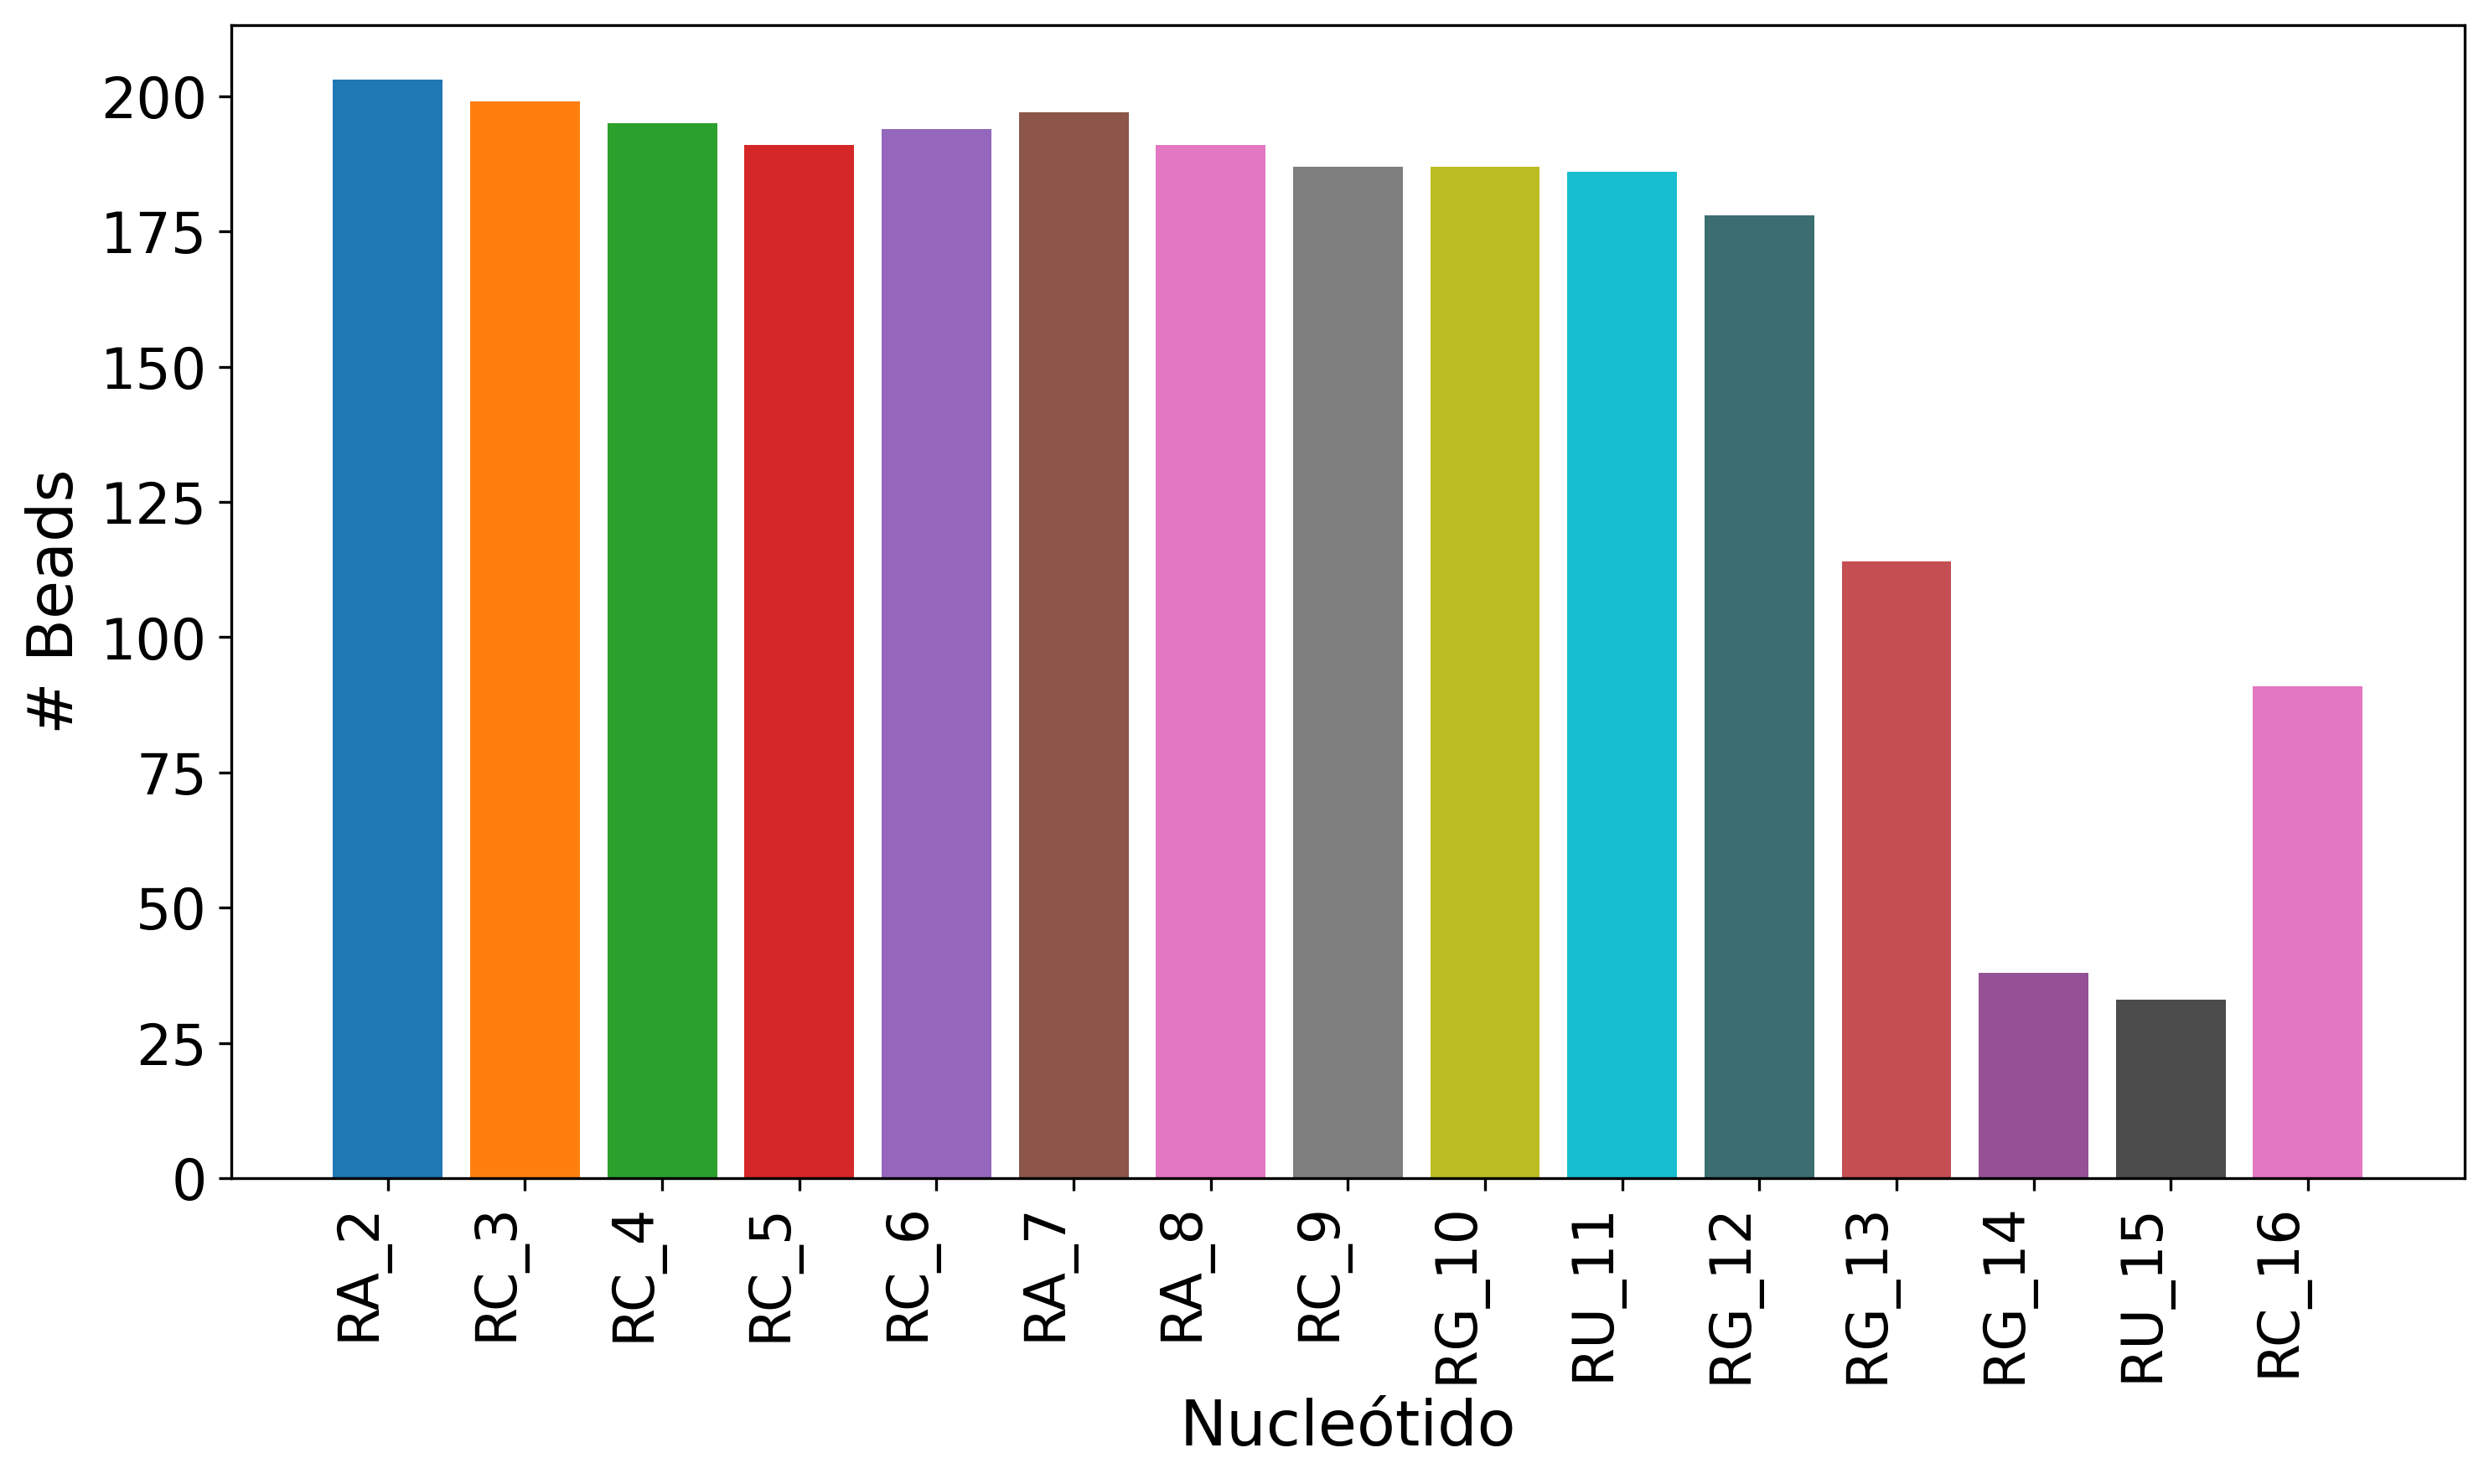 # Beads
200
175
150
125
100
75
50
25
0
RA_2
RC_3
RC_4
RC_5
RC_6
RA_7
RA_8
RC_9
RG_10
RU_11
RG_12
RG_13
RG_14
RU_15
RC_16
Nucleótido